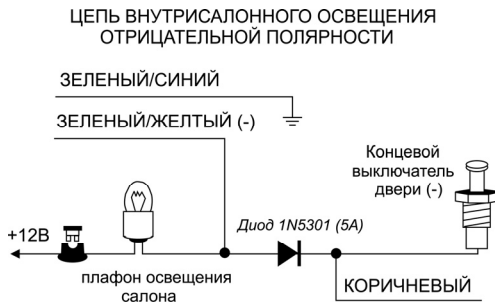 ЦЕПЬ ВНУТРИСАЛОННОГО ОСВЕЩЕНИЯ
ОТРИЦАТЕЛЬНОЙ ПОЛЯРНОСТИ
ЗЕЛЕНЫЙ/СИНИЙ
ЗЕЛЕНЫЙ/ЖЕЛТЫЙ (-)
Концевой
выключатель
двери (-)
Диод 1N5301 (5А)
+12В
плафон освещения
салона
КОРИЧНЕВЫЙ